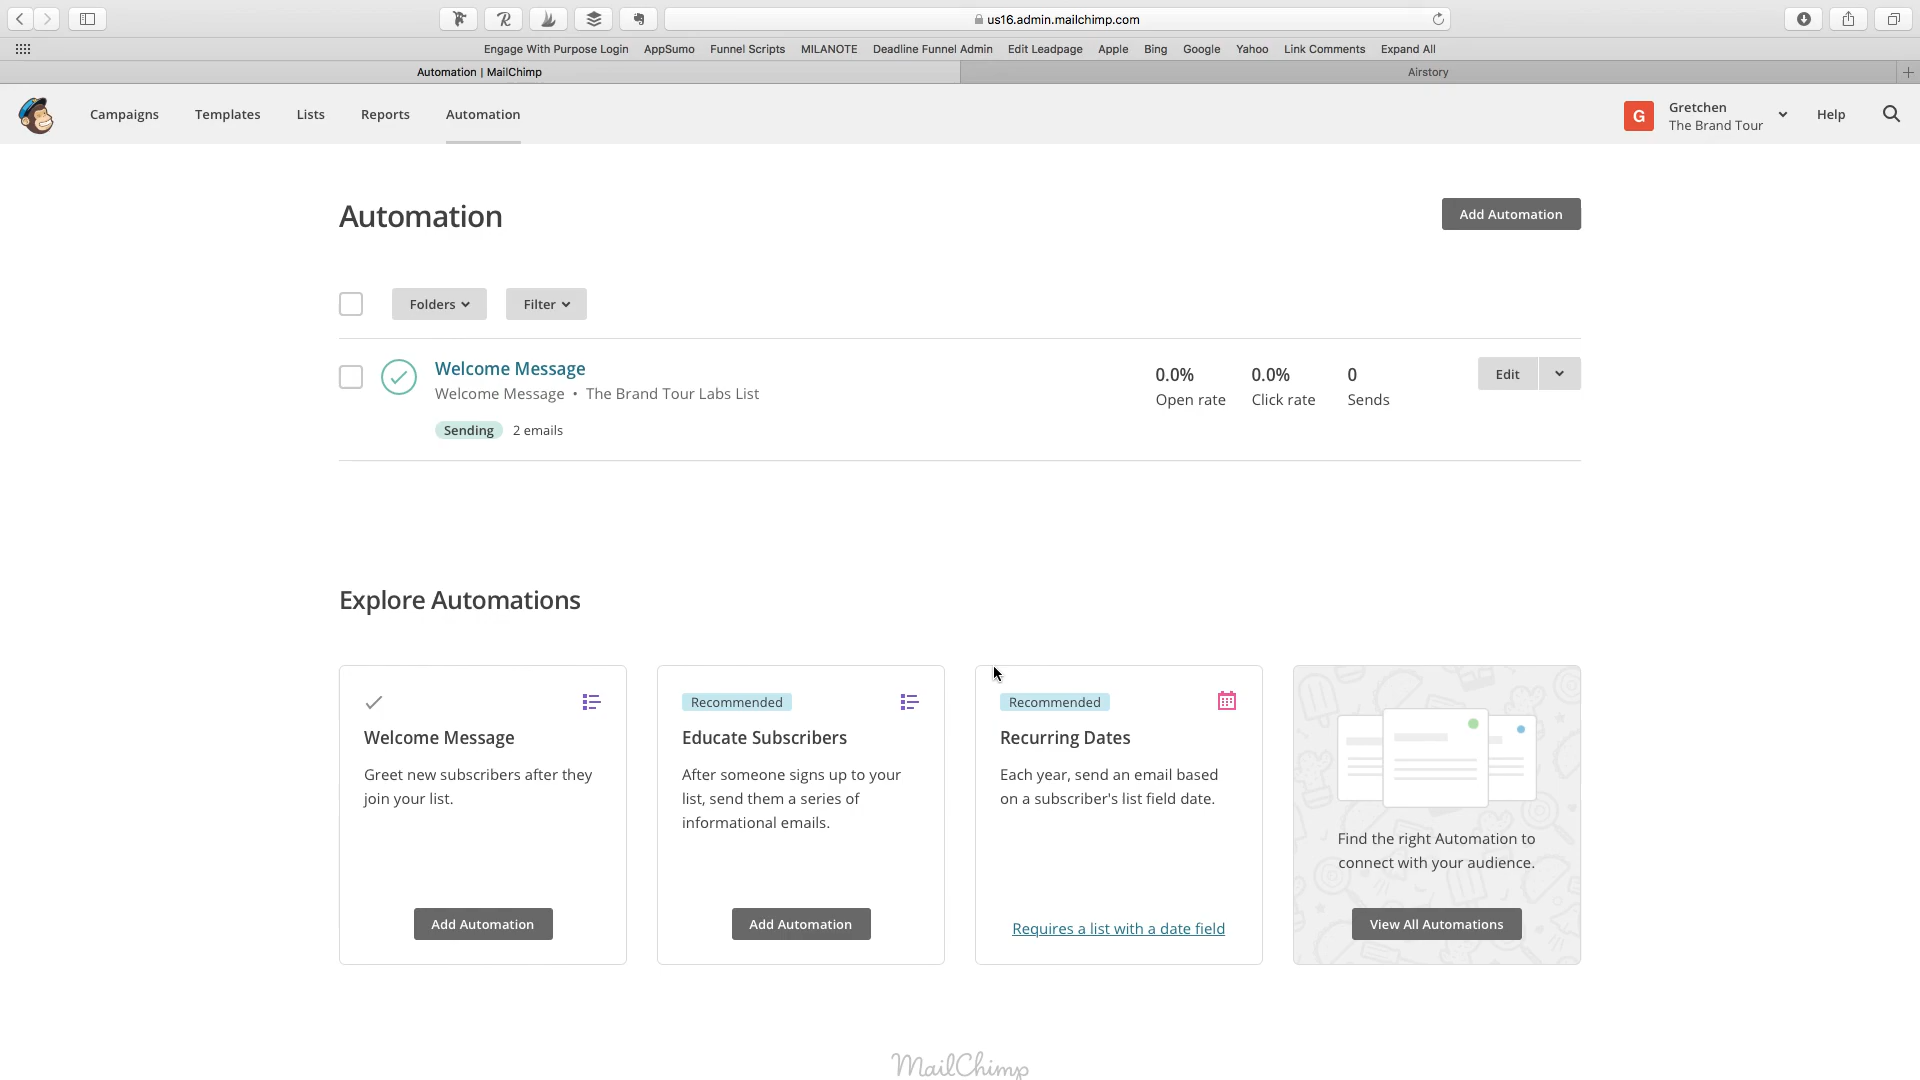 us16.admin.mailchimp.com
Engage With Purpose Login AppSumo Funnel Scripts MILANOTE Deadline Funnel Admin Edit Leadpage Apple Bing Google Yahoo Link Comments Expand All
Automation | MailChimp Airstory
Campaigns Templates Lists Reports Automation
G Gretchen
The Brand Tour
Help
Automation
Add Automation
Folders Filter
Welcome Message
Welcome Message • The Brand Tour Labs List
Sending 2 emails
0.0% 0.0% 0
Open rate Click rate Sends
Edit
Explore Automations
Welcome Message
Greet new subscribers after they
join your list.
Add Automation
Recommended
Educate Subscribers
After someone signs up to your
list, send them a series of
informational emails.
Add Automation
Recommended
Recurring Dates
Each year, send an email based
on a subscriber's list field date.
Requires a list with a date field
Find the right Automation to
connect with your audience.
View All Automations
MailChimp